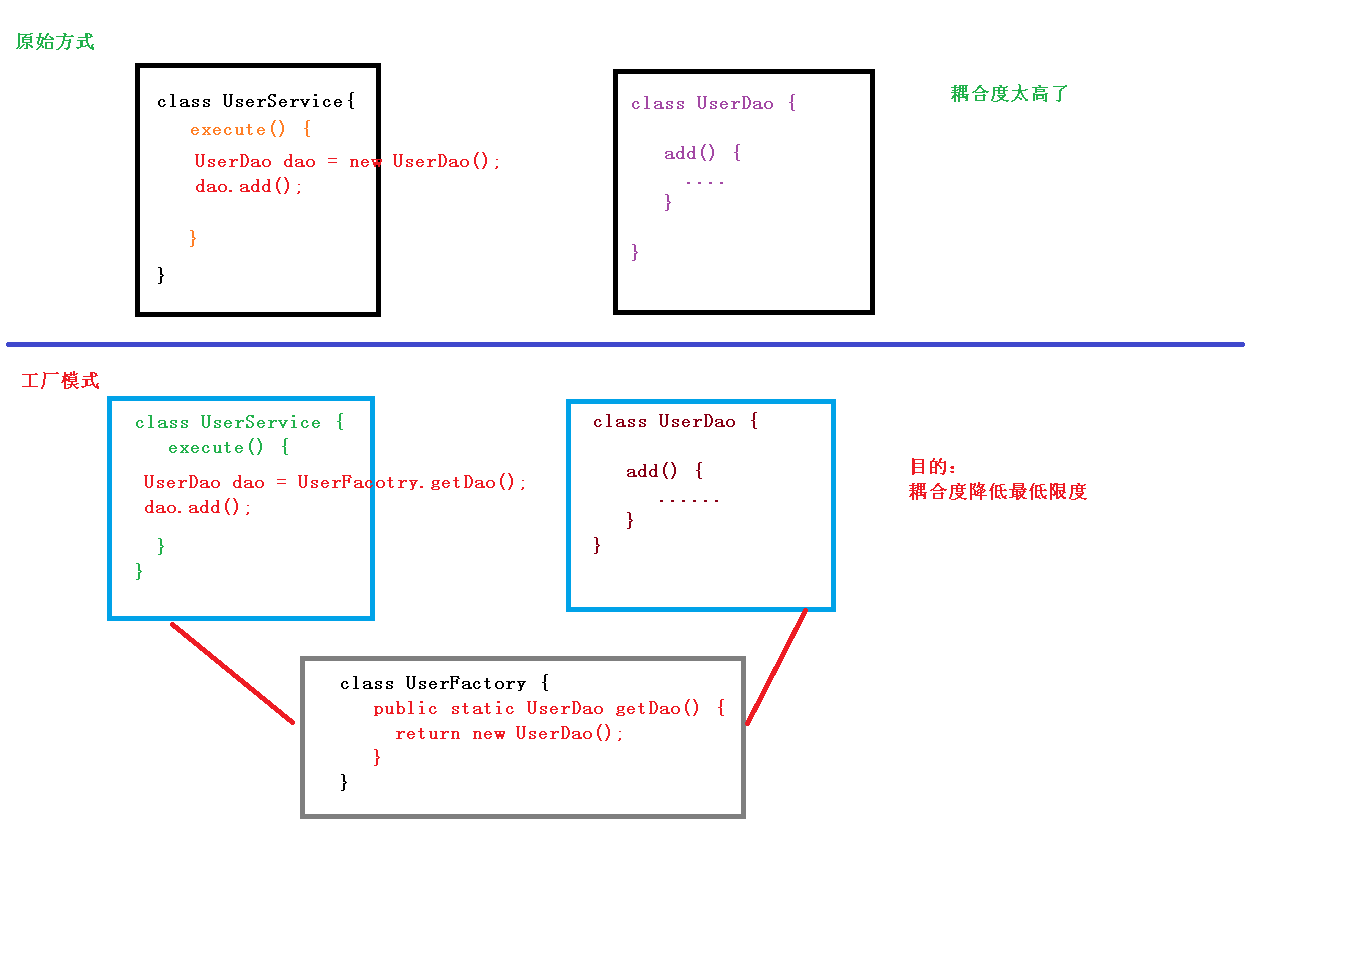 原始方式
class UserService{
execute() {
UserDao dao = new UserDao();
dao.add();
}
}
class UserDao {
add() {
....
}
}
耦合度太高了
工厂模式
class UserService {
execute() {
UserDao dao = UserFacotry.getDao();
dao.add();
}
}
class UserDao {
add() {
......
}
}
目的:
耦合度降低最低限度
class UserFactory {
public static UserDao getDao() {
return new UserDao();
}
}